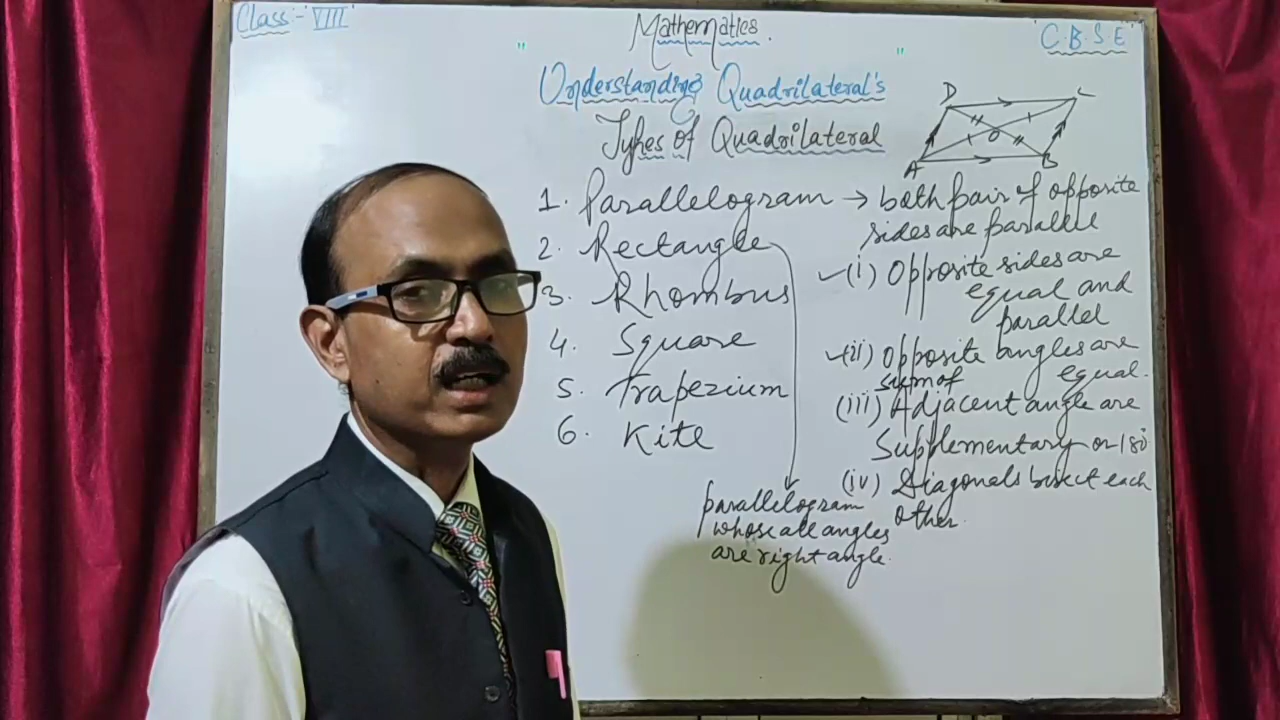 Class:- VIII
Mathematics.
" C.B.S.E "
" "
Understanding Quadrilateral's
Types of Quadrilateral
D C
O
A B
1. Parallelogram → both pair of opposite
sides are parallel
2. Rectangle
(i) Opposite sides are
equal and
parallel
3. Rhombus
4. Square
(ii) Opposite angles are
equal.
5. Trapezium
sum of
(iii) Adjacent angle are
Supplementary or 180°
6. Kite
(iv) Diagonals bisect each
other.
parallelogram
whose all angles
are right angle.